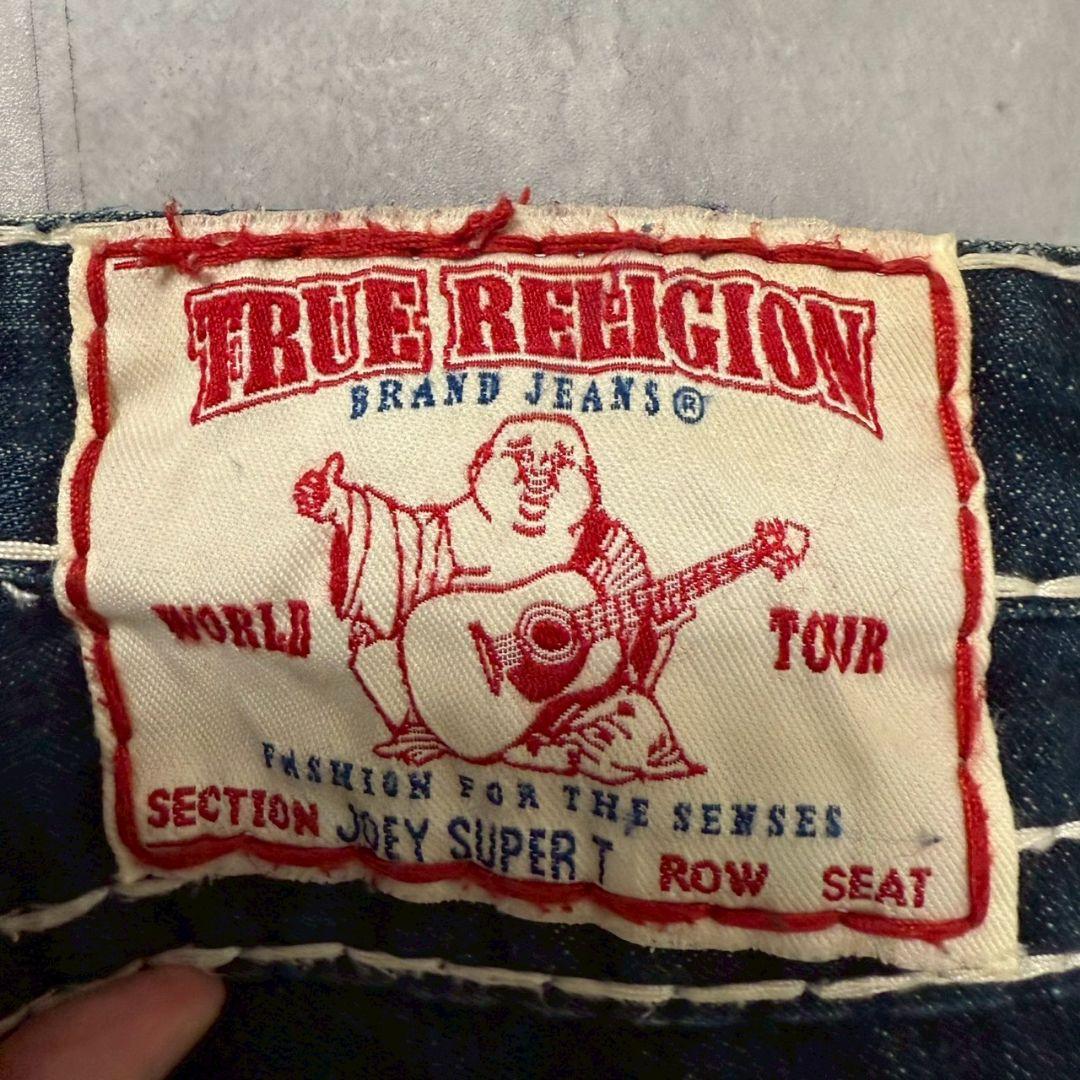 TRUE RELIGION
BRAND JEANS®
WORLD TOUR
FASHION FOR THE SENSES
SECTION JOEY SUPER T ROW SEAT